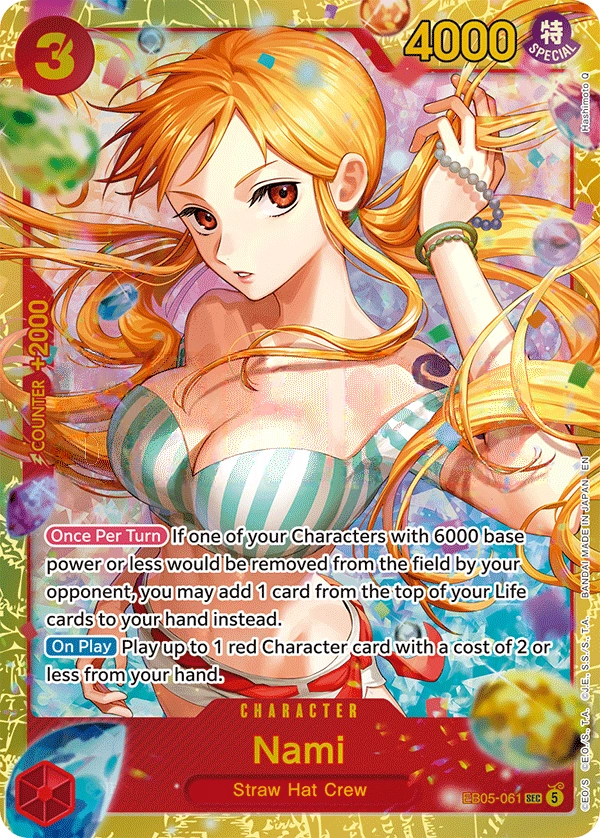 3
4000
特
SPECIAL
Hashimoto Q
COUNTER +2000
Once Per Turn If one of your Characters with 6000 base
power or less would be removed from the field by your
opponent, you may add 1 card from the top of your Life
cards to your hand instead.
On Play Play up to 1 red Character card with a cost of 2 or
less from your hand.
CHARACTER
Nami
Straw Hat Crew
EB05-061 SEC 5
©E.O/S ©E.O./S., T.A. ©J.E, S.S/S., T.A. BANDAI MADE IN JAPAN EN